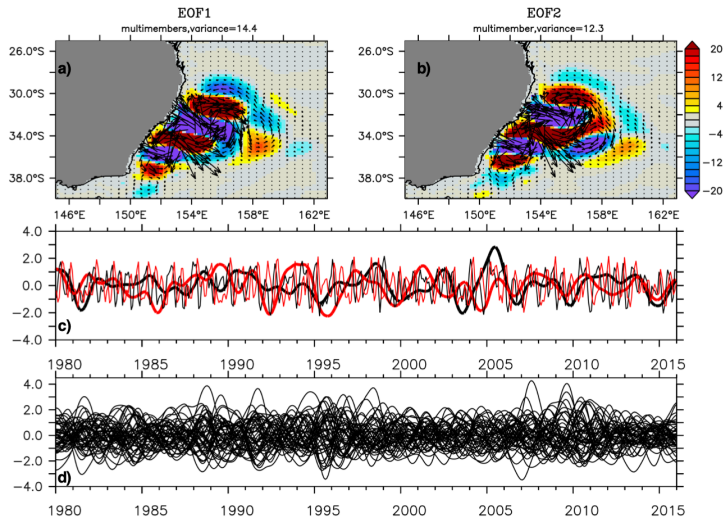 EOF1
multimembers,variance=14.4
EOF2
multimember,variance=12.3
26.0°S
30.0°S
34.0°S
38.0°S
a)
146°E 150°E 154°E 158°E 162°E
26.0°S
30.0°S
34.0°S
38.0°S
b)
146°E 150°E 154°E 158°E 162°E
20
12
4
−4
−12
−20
4.0
2.0
0.0
−2.0
−4.0
c)
1980 1985 1990 1995 2000 2005 2010 2015
4.0
2.0
0.0
−2.0
−4.0
d)
1980 1985 1990 1995 2000 2005 2010 2015